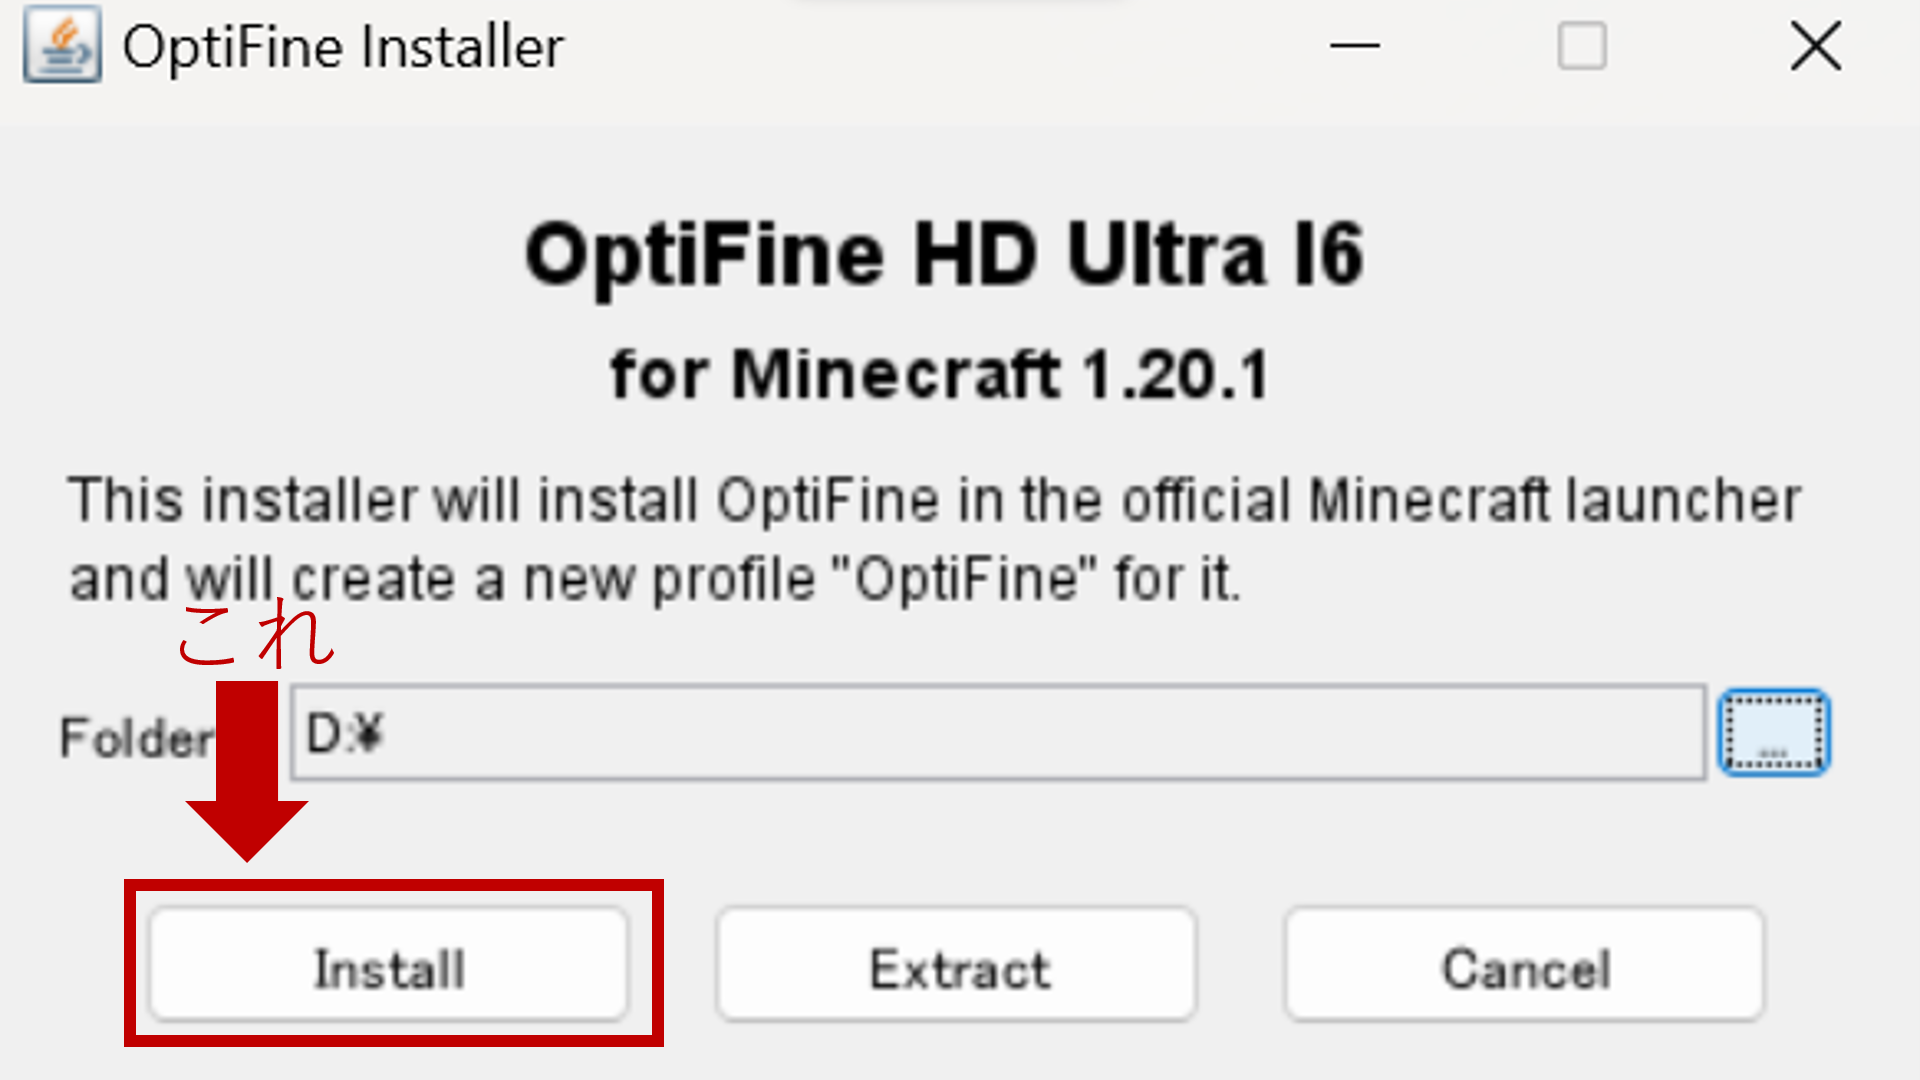 OptiFine Installer
OptiFine HD Ultra I6
for Minecraft 1.20.1
This installer will install OptiFine in the official Minecraft launcher
and will create a new profile "OptiFine" for it.
これ
Folder D:¥ ...
Install Extract Cancel